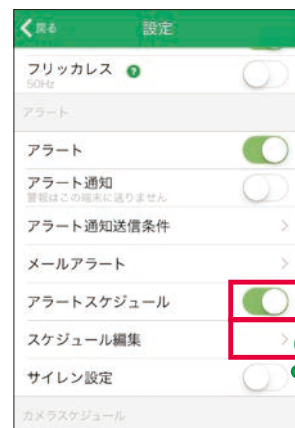 戻る 設定
フリッカレス ?
50Hz
アラート
アラート
アラート通知
警報はこの端末に送りません
アラート通知送信条件
メールアラート
アラートスケジュール
スケジュール編集
サイレン設定
カメラスケジュール